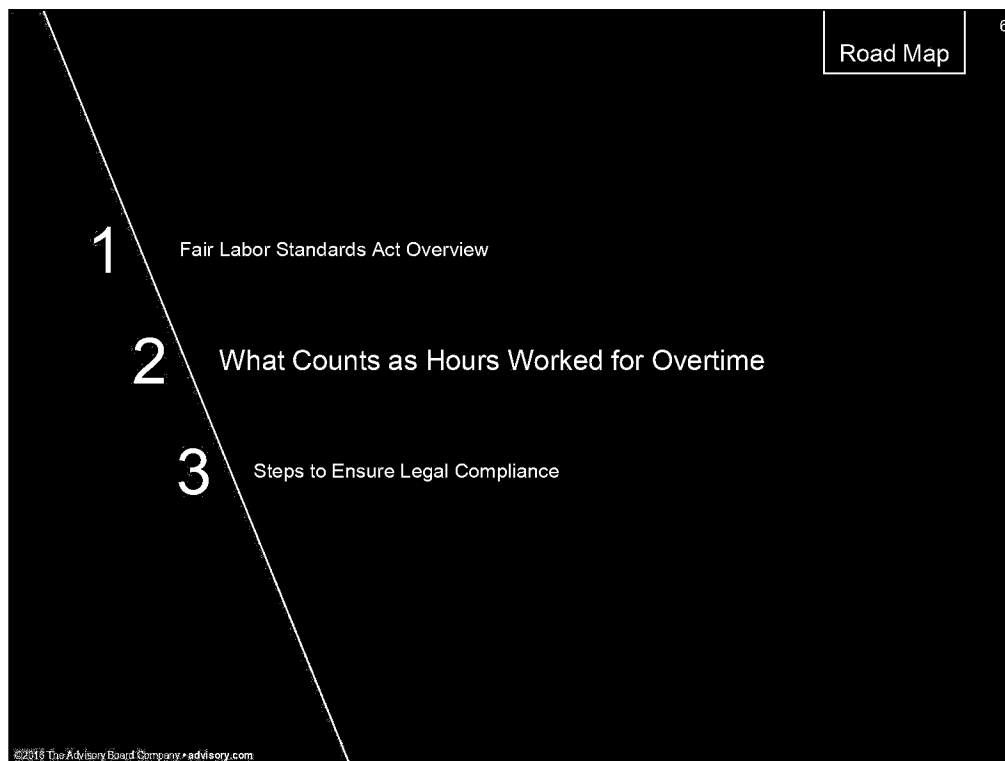 6
Road Map
1 Fair Labor Standards Act Overview
2 What Counts as Hours Worked for Overtime
3 Steps to Ensure Legal Compliance
©2016 The Advisory Board Company • advisory.com